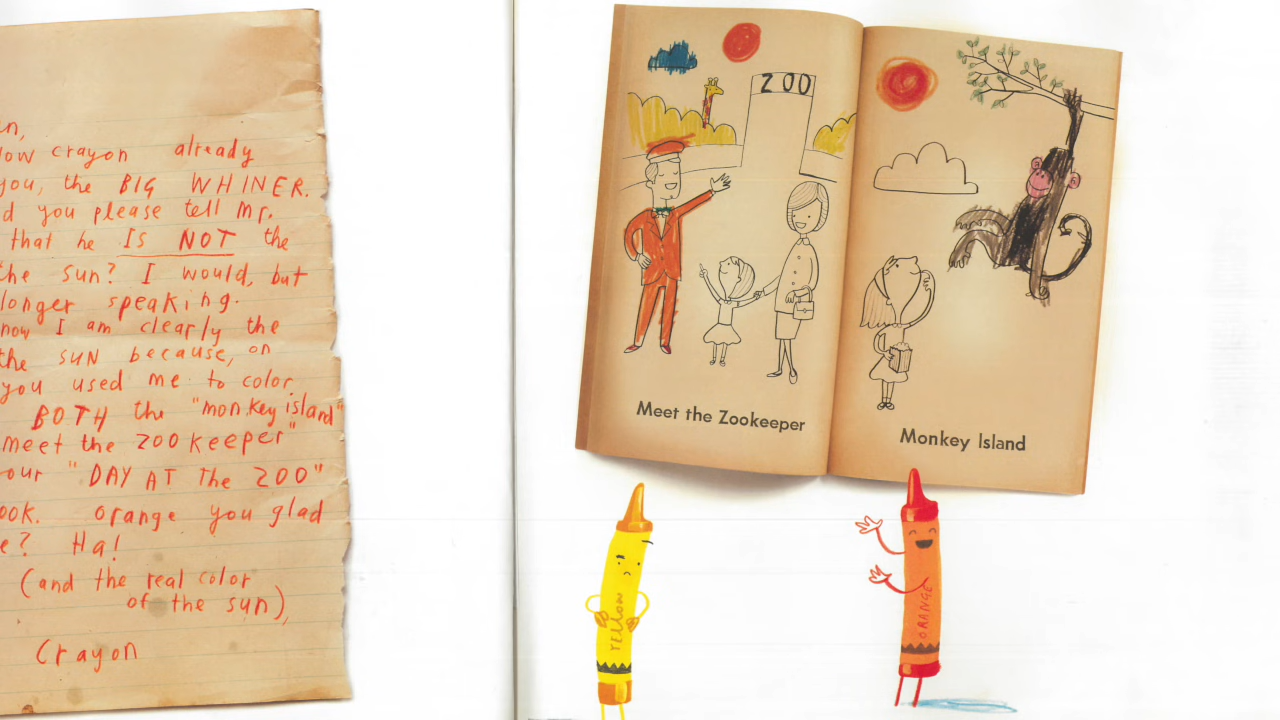 n,
ow crayon already
you, the BIG WHINER.
d you please tell Mr.
that he IS NOT the
the sun? I would, but
longer speaking.
now I am clearly the
the SUN because, on
you used me to color
BOTH the "monkey island"
meet the ZOO keeper"
our "DAY AT The ZOO"
ook. orange you glad
e? Ha!
(and the real color
of the sun),
Crayon
ZOO
Meet the Zookeeper
Monkey Island
YEllOW
ORANGE